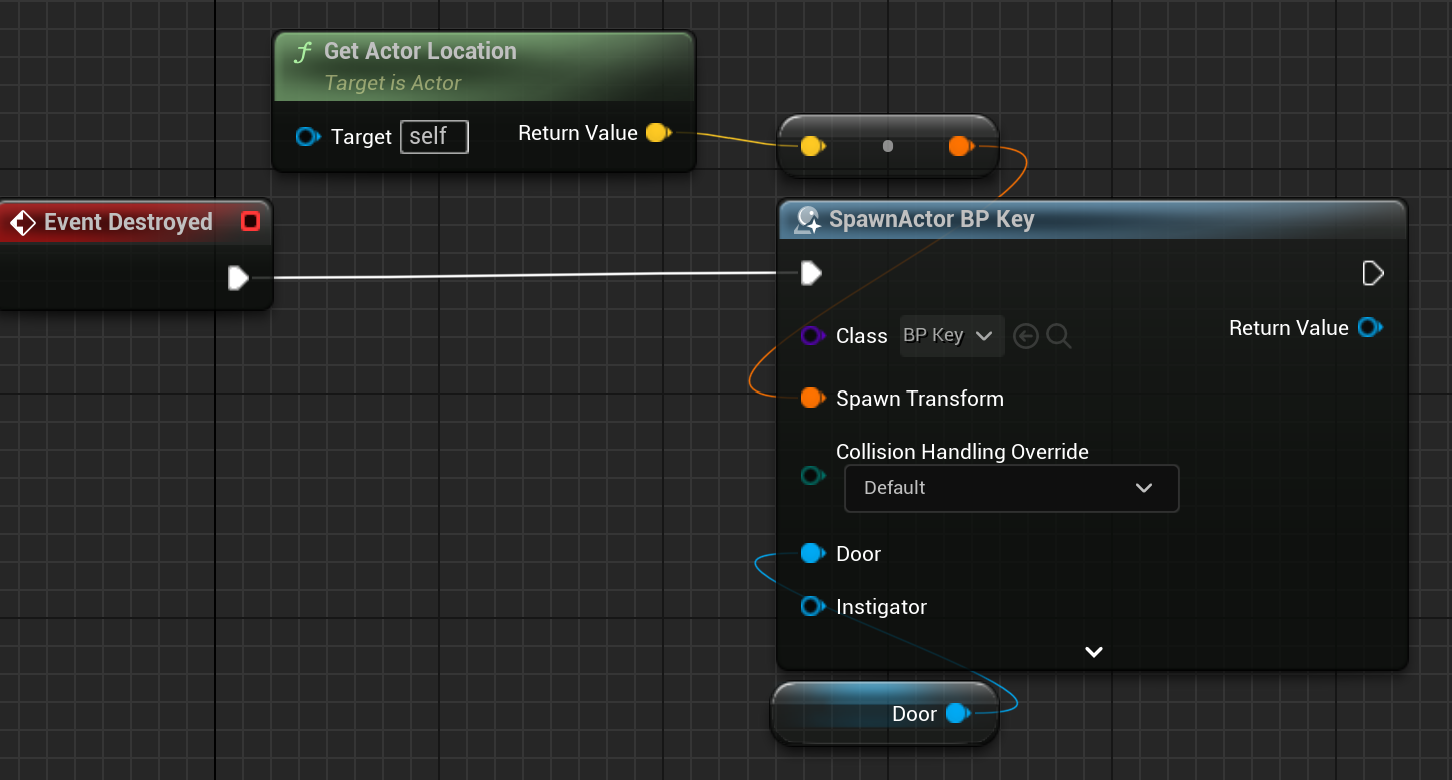 f Get Actor Location
Target is Actor
Target self
Return Value
Event Destroyed
SpawnActor BP Key
Class BP Key
Return Value
Spawn Transform
Collision Handling Override
Default
Door
Instigator
Door